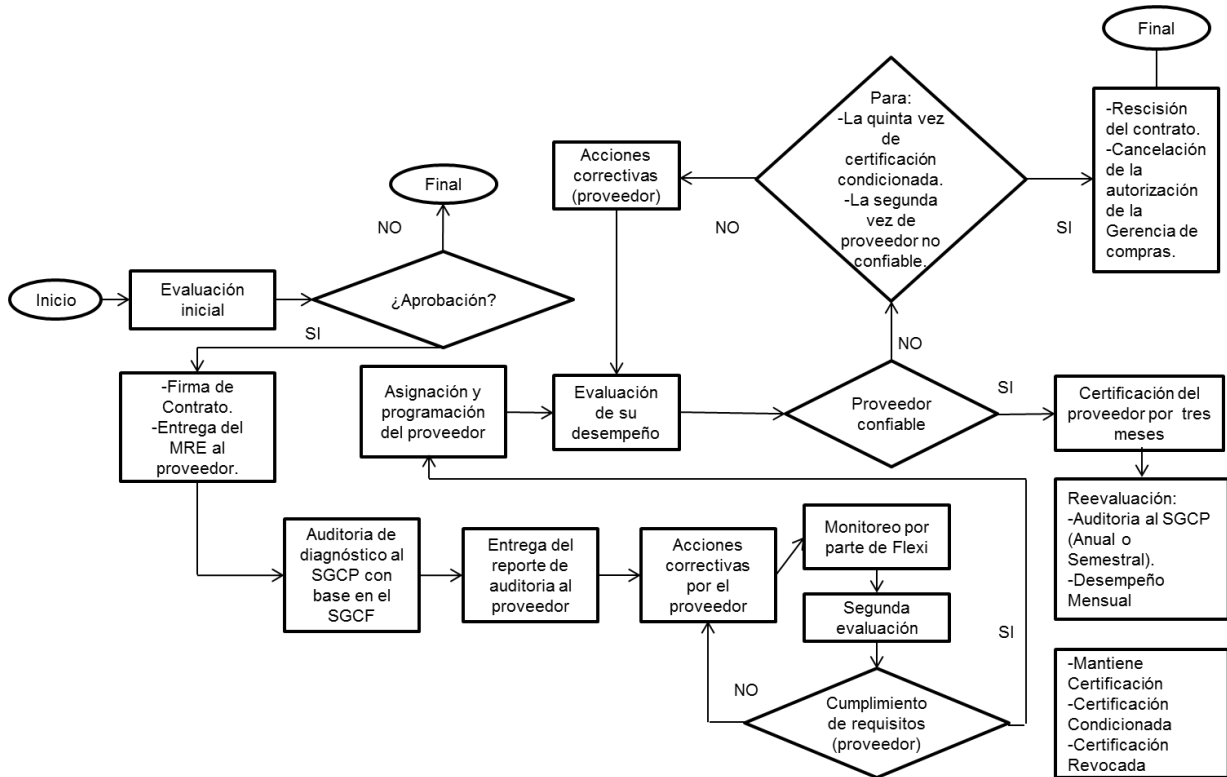 Final
Para:
-La quinta vez
de
certificación
condicionada.
-La segunda
vez de
proveedor no
confiable.
-Rescisión
del contrato.
-Cancelación
de la
autorización
de la
Gerencia de
compras.
Acciones
correctivas
(proveedor)
NO
SI
Final
NO
Inicio
Evaluación
inicial
¿Aprobación?
SI
NO
-Firma de
Contrato.
-Entrega del
MRE al
proveedor.
Asignación y
programación
del proveedor
Evaluación
de su
desempeño
Proveedor
confiable
SI
Certificación del
proveedor por tres
meses
Reevaluación:
-Auditoria al SGCP
(Anual o
Semestral).
-Desempeño
Mensual
Auditoria de
diagnóstico al
SGCP con
base en el
SGCF
Entrega del
reporte de
auditoria al
proveedor
Acciones
correctivas
por el
proveedor
Monitoreo por
parte de Flexi
Segunda
evaluación
SI
NO
Cumplimiento
de requisitos
(proveedor)
-Mantiene
Certificación
-Certificación
Condicionada
-Certificación
Revocada